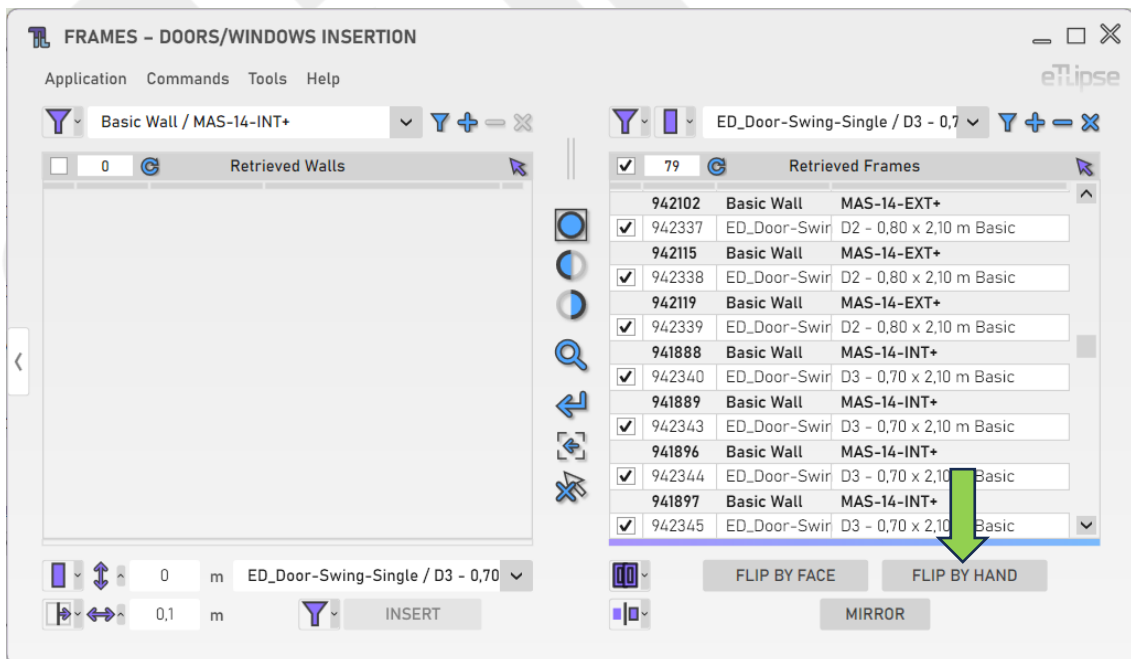 FRAMES – DOORS/WINDOWS INSERTION
Application Commands Tools Help
eTLipse
Basic Wall / MAS-14-INT+
ED_Door-Swing-Single / D3 - 0,7
0 Retrieved Walls
79 Retrieved Frames
942102 Basic Wall MAS-14-EXT+
942337 ED_Door-Swin D2 - 0,80 x 2,10 m Basic
942115 Basic Wall MAS-14-EXT+
942338 ED_Door-Swin D2 - 0,80 x 2,10 m Basic
942119 Basic Wall MAS-14-EXT+
942339 ED_Door-Swin D2 - 0,80 x 2,10 m Basic
941888 Basic Wall MAS-14-INT+
942340 ED_Door-Swin D3 - 0,70 x 2,10 m Basic
941889 Basic Wall MAS-14-INT+
942343 ED_Door-Swin D3 - 0,70 x 2,10 m Basic
941896 Basic Wall MAS-14-INT+
942344 ED_Door-Swin D3 - 0,70 x 2,10 Basic
941897 Basic Wall MAS-14-INT+
942345 ED_Door-Swin D3 - 0,70 x 2,10 Basic
0 m ED_Door-Swing-Single / D3 - 0,70
FLIP BY FACE FLIP BY HAND
0,1 m INSERT
MIRROR